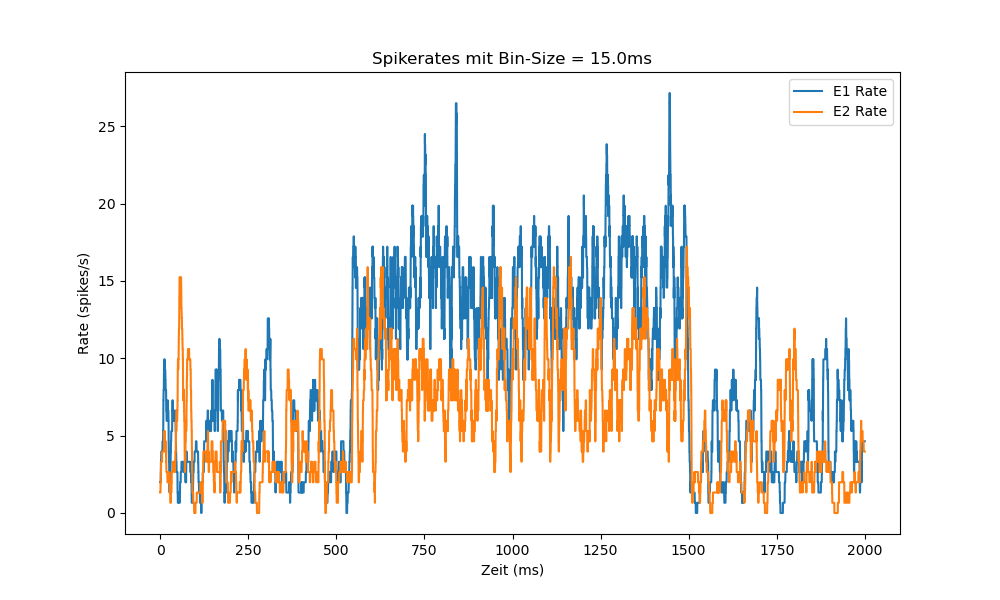 Spikerates mit Bin-Size = 15.0ms
E1 Rate
E2 Rate
Rate (spikes/s)
25
20
15
10
5
0
0 250 500 750 1000 1250 1500 1750 2000
Zeit (ms)